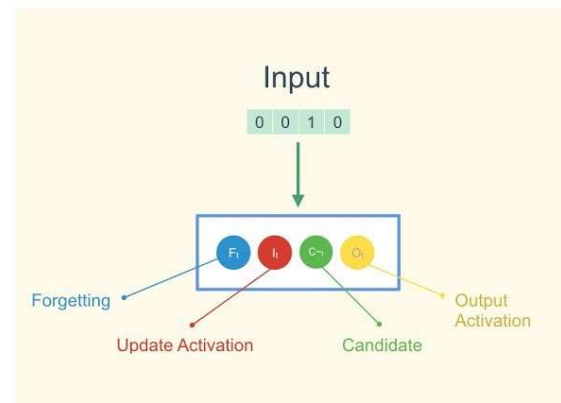 Input
0 0 1 0
Ft It C~t Ot
Forgetting
Output
Activation
Update Activation
Candidate